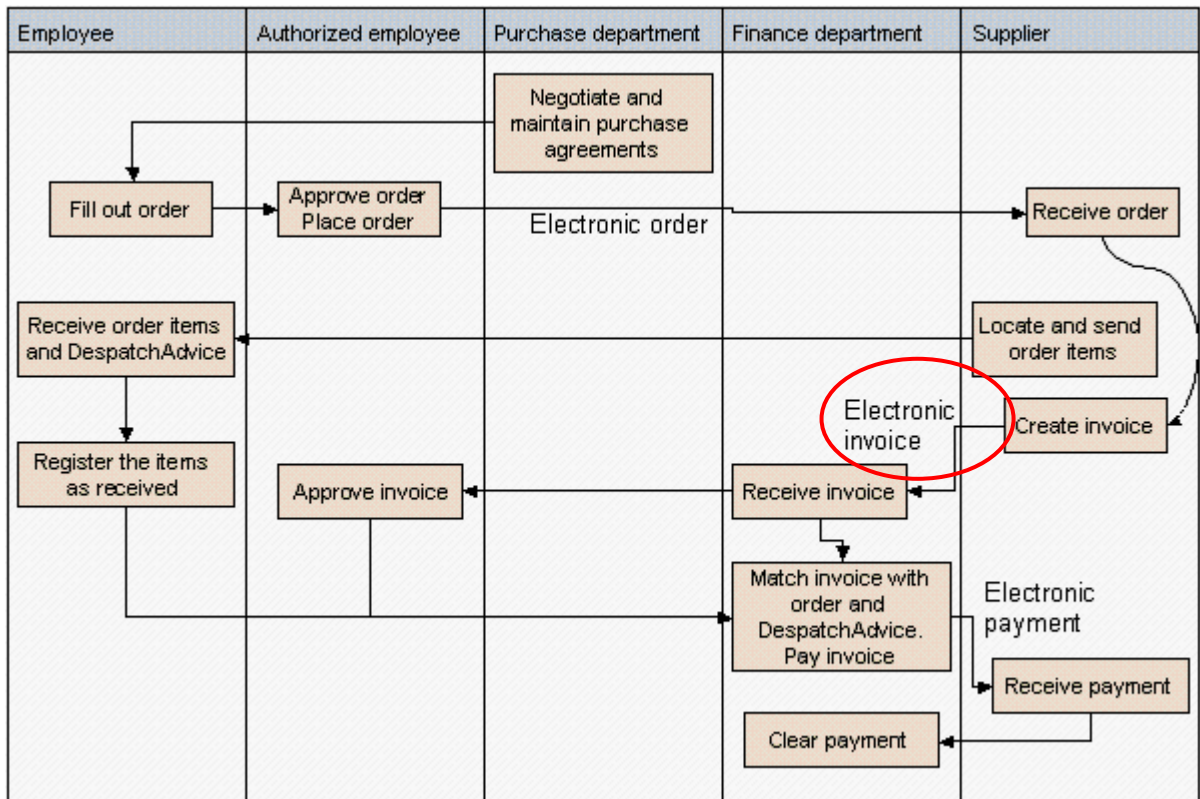 Employee
Authorized employee
Purchase department
Finance department
Supplier
Negotiate and
maintain purchase
agreements
Fill out order
Approve order
Place order
Electronic order
Receive order
Receive order items
and DespatchAdvice
Locate and send
order items
Electronic
invoice
Create invoice
Register the items
as received
Approve invoice
Receive invoice
Match invoice with
order and
DespatchAdvice.
Pay invoice
Electronic
payment
Receive payment
Clear payment